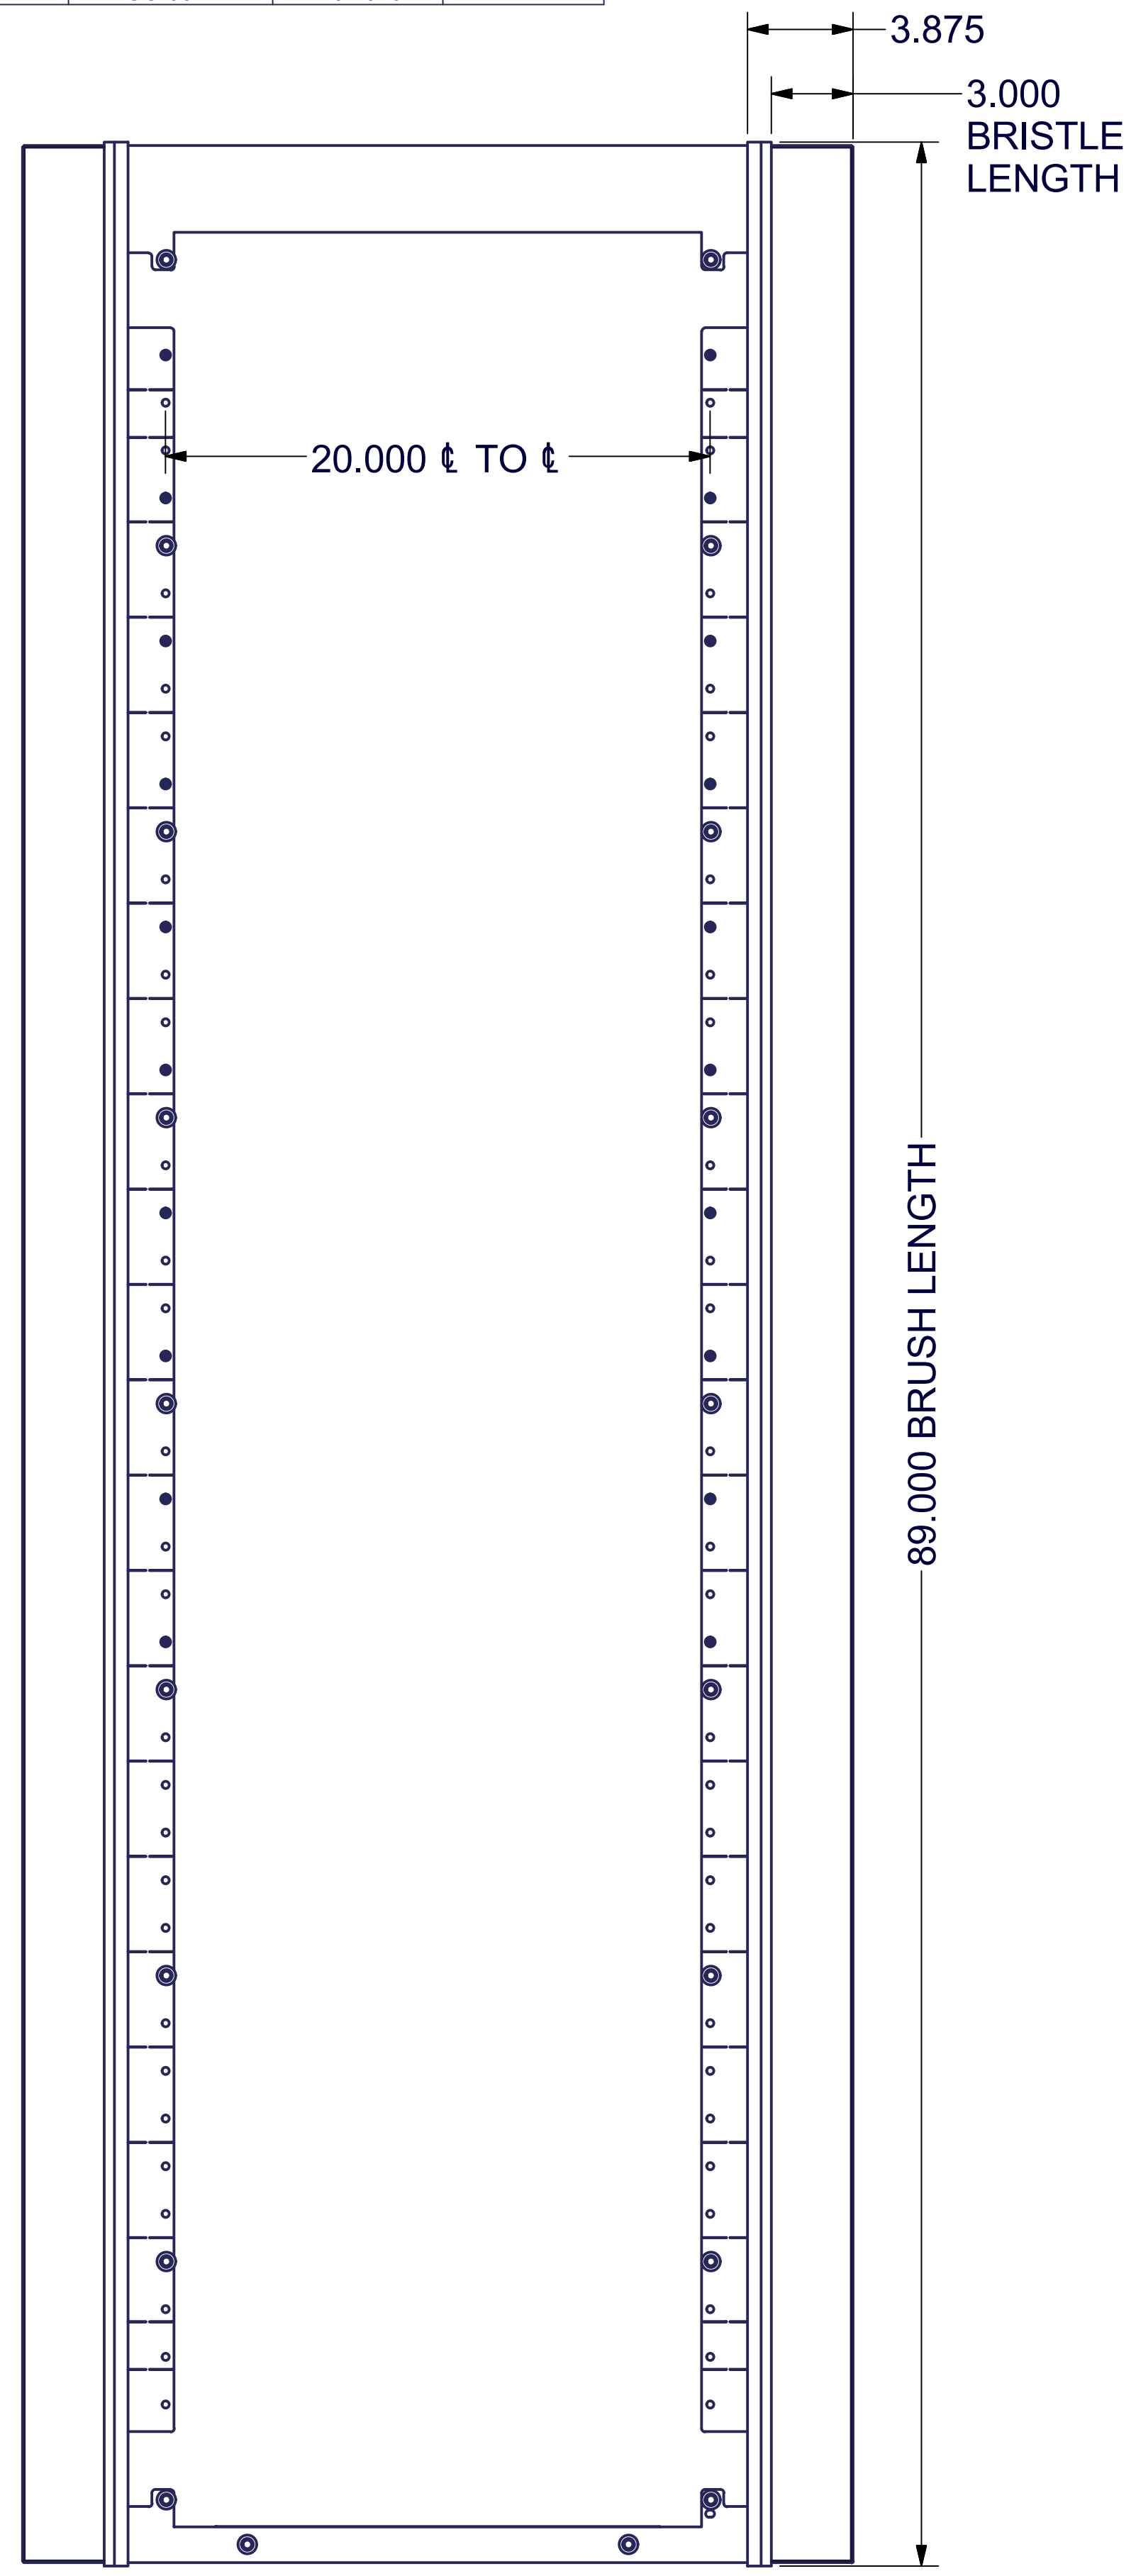 3.875
3.000
BRISTLE
LENGTH
20.000 ℄ TO ℄
89.000 BRUSH LENGTH